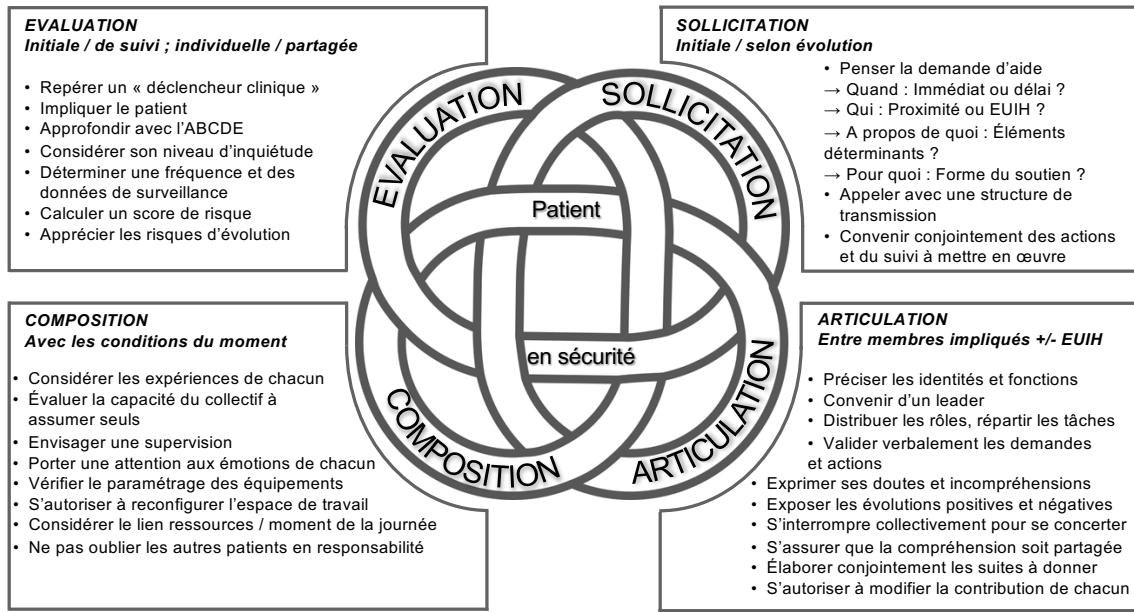 EVALUATION
Initiale / de suivi ; individuelle / partagée
• Repérer un « déclencheur clinique »
• Impliquer le patient
• Approfondir avec l'ABCDE
• Considérer son niveau d'inquiétude
• Déterminer une fréquence et des
données de surveillance
• Calculer un score de risque
• Apprécier les risques d'évolution
SOLLICITATION
Initiale / selon évolution
• Penser la demande d'aide
→ Quand : Immédiat ou délai ?
→ Qui : Proximité ou EUIH ?
→ A propos de quoi : Éléments
déterminants ?
→ Pour quoi : Forme du soutien ?
• Appeler avec une structure de
transmission
• Convenir conjointement des actions
et du suivi à mettre en œuvre
EVALUATION
SOLLICITATION
Patient
en sécurité
COMPOSITION
ARTICULATION
COMPOSITION
Avec les conditions du moment
• Considérer les expériences de chacun
• Évaluer la capacité du collectif à
assumer seuls
• Envisager une supervision
• Porter une attention aux émotions de chacun
• Vérifier le paramétrage des équipements
• S'autoriser à reconfigurer l'espace de travail
• Considérer le lien ressources / moment de la journée
• Ne pas oublier les autres patients en responsabilité
ARTICULATION
Entre membres impliqués +/- EUIH
• Préciser les identités et fonctions
• Convenir d'un leader
• Distribuer les rôles, répartir les tâches
• Valider verbalement les demandes
et actions
• Exprimer ses doutes et incompréhensions
• Exposer les évolutions positives et négatives
• S'interrompre collectivement pour se concerter
• S'assurer que la compréhension soit partagée
• Élaborer conjointement les suites à donner
• S'autoriser à modifier la contribution de chacun